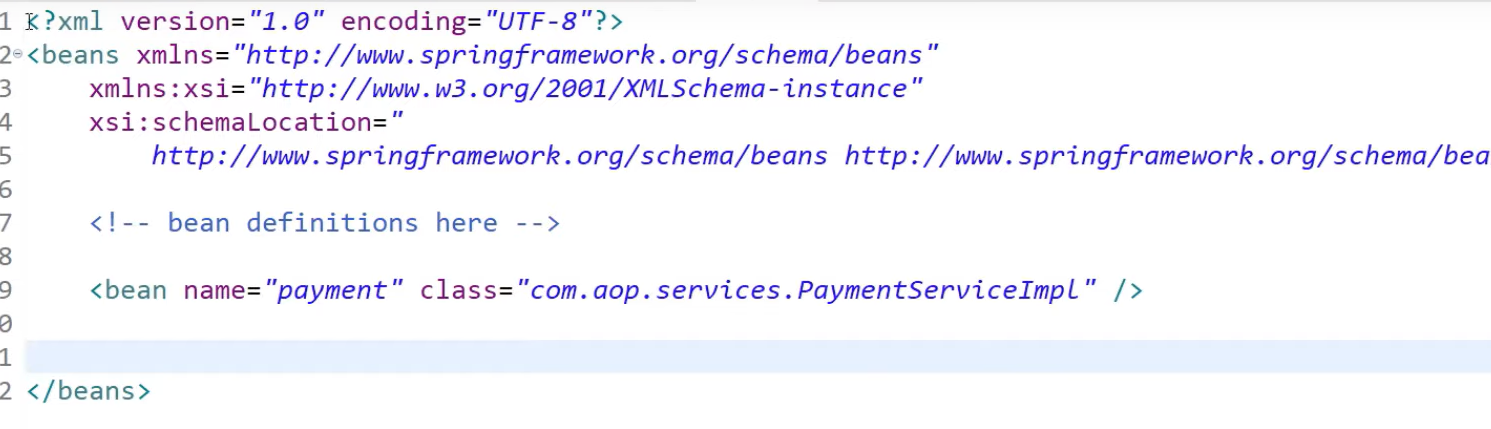 1 <?xml version="1.0" encoding="UTF-8"?>
2 <beans xmlns="http://www.springframework.org/schema/beans"
3 xmlns:xsi="http://www.w3.org/2001/XMLSchema-instance"
4 xsi:schemaLocation="
5 http://www.springframework.org/schema/beans http://www.springframework.org/schema/bea
6
7 <!-- bean definitions here -->
8
9 <bean name="payment" class="com.aop.services.PaymentServiceImpl" />
0
1
2 </beans>